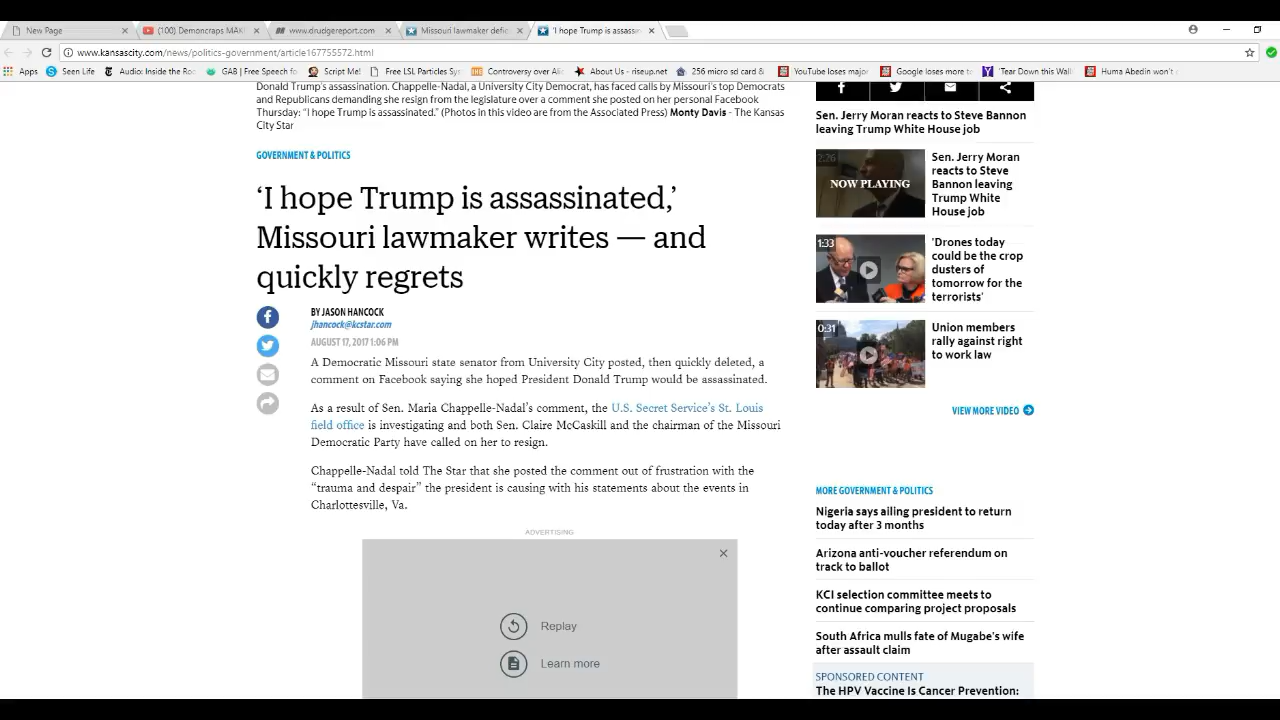 New Page
(100) Demoncraps MAK
www.drudgereport.com
Missouri lawmaker defie
'I hope Trump is assassin
www.kansascity.com/news/politics-government/article167755572.html
Apps
Seen Life
Audio: Inside the Ro
GAB | Free Speech fo
Script Me!
Free LSL Particles Sys
Controversy over Ali
About Us - riseup.net
256 micro sd card &
YouTube loses major
Google loses more to
'Tear Down this Wall
Huma Abedin won't c
Donald Trump's assassination. Chappelle-Nadal, a University City Democrat, has faced calls by Missouri's top Democrats
and Republicans demanding she resign from the legislature over a comment she posted on her personal Facebook
Thursday: "I hope Trump is assassinated." (Photos in this video are from the Associated Press) Monty Davis - The Kansas
City Star
GOVERNMENT & POLITICS
‘I hope Trump is assassinated,’
Missouri lawmaker writes — and
quickly regrets
BY JASON HANCOCK
jhancock@kcstar.com
AUGUST 17, 2017 1:06 PM
A Democratic Missouri state senator from University City posted, then quickly deleted, a
comment on Facebook saying she hoped President Donald Trump would be assassinated.
As a result of Sen. Maria Chappelle-Nadal’s comment, the U.S. Secret Service’s St. Louis
field office is investigating and both Sen. Claire McCaskill and the chairman of the Missouri
Democratic Party have called on her to resign.
Chappelle-Nadal told The Star that she posted the comment out of frustration with the
“trauma and despair” the president is causing with his statements about the events in
Charlottesville, Va.
ADVERTISING
Replay
Learn more
Sen. Jerry Moran reacts to Steve Bannon
leaving Trump White House job
2:26
NOW PLAYING
Sen. Jerry Moran
reacts to Steve
Bannon leaving
Trump White
House job
1:33
'Drones today
could be the crop
dusters of
tomorrow for the
terrorists'
0:31
Union members
rally against right
to work law
VIEW MORE VIDEO
MORE GOVERNMENT & POLITICS
Nigeria says ailing president to return
today after 3 months
Arizona anti-voucher referendum on
track to ballot
KCI selection committee meets to
continue comparing project proposals
South Africa mulls fate of Mugabe's wife
after assault claim
SPONSORED CONTENT
The HPV Vaccine Is Cancer Prevention: